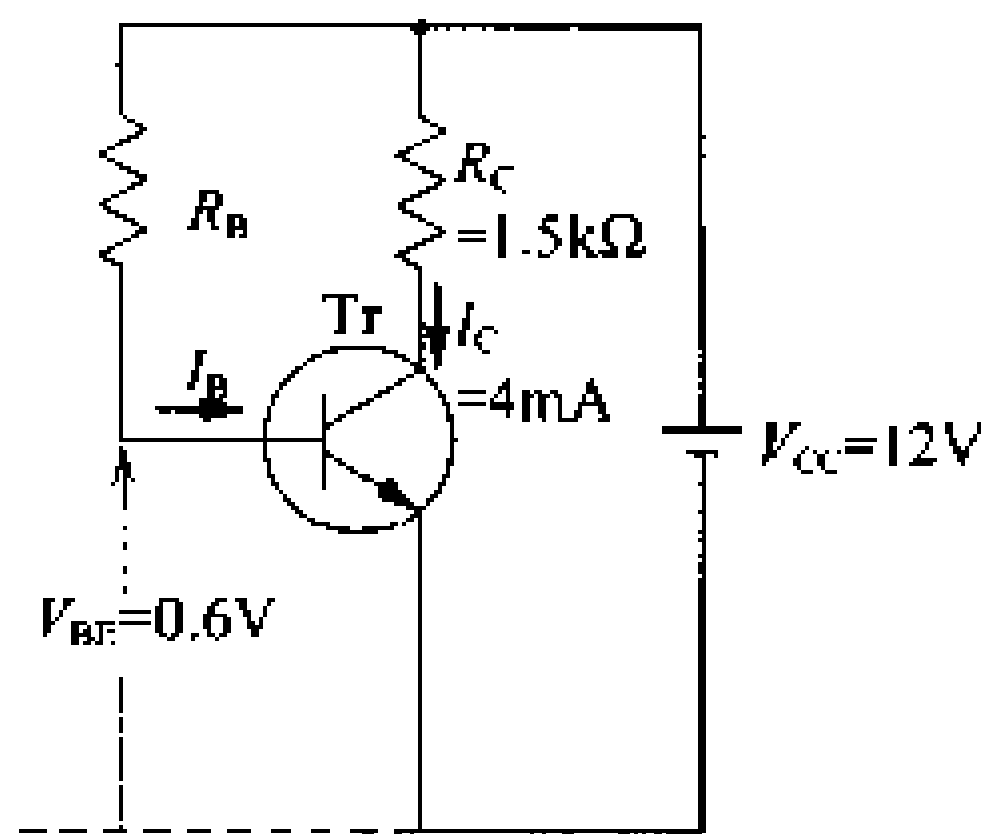 R_B
R_C
=1.5kΩ
Tr
I_C
=4mA
I_B
V_CC=12V
V_BE=0.6V